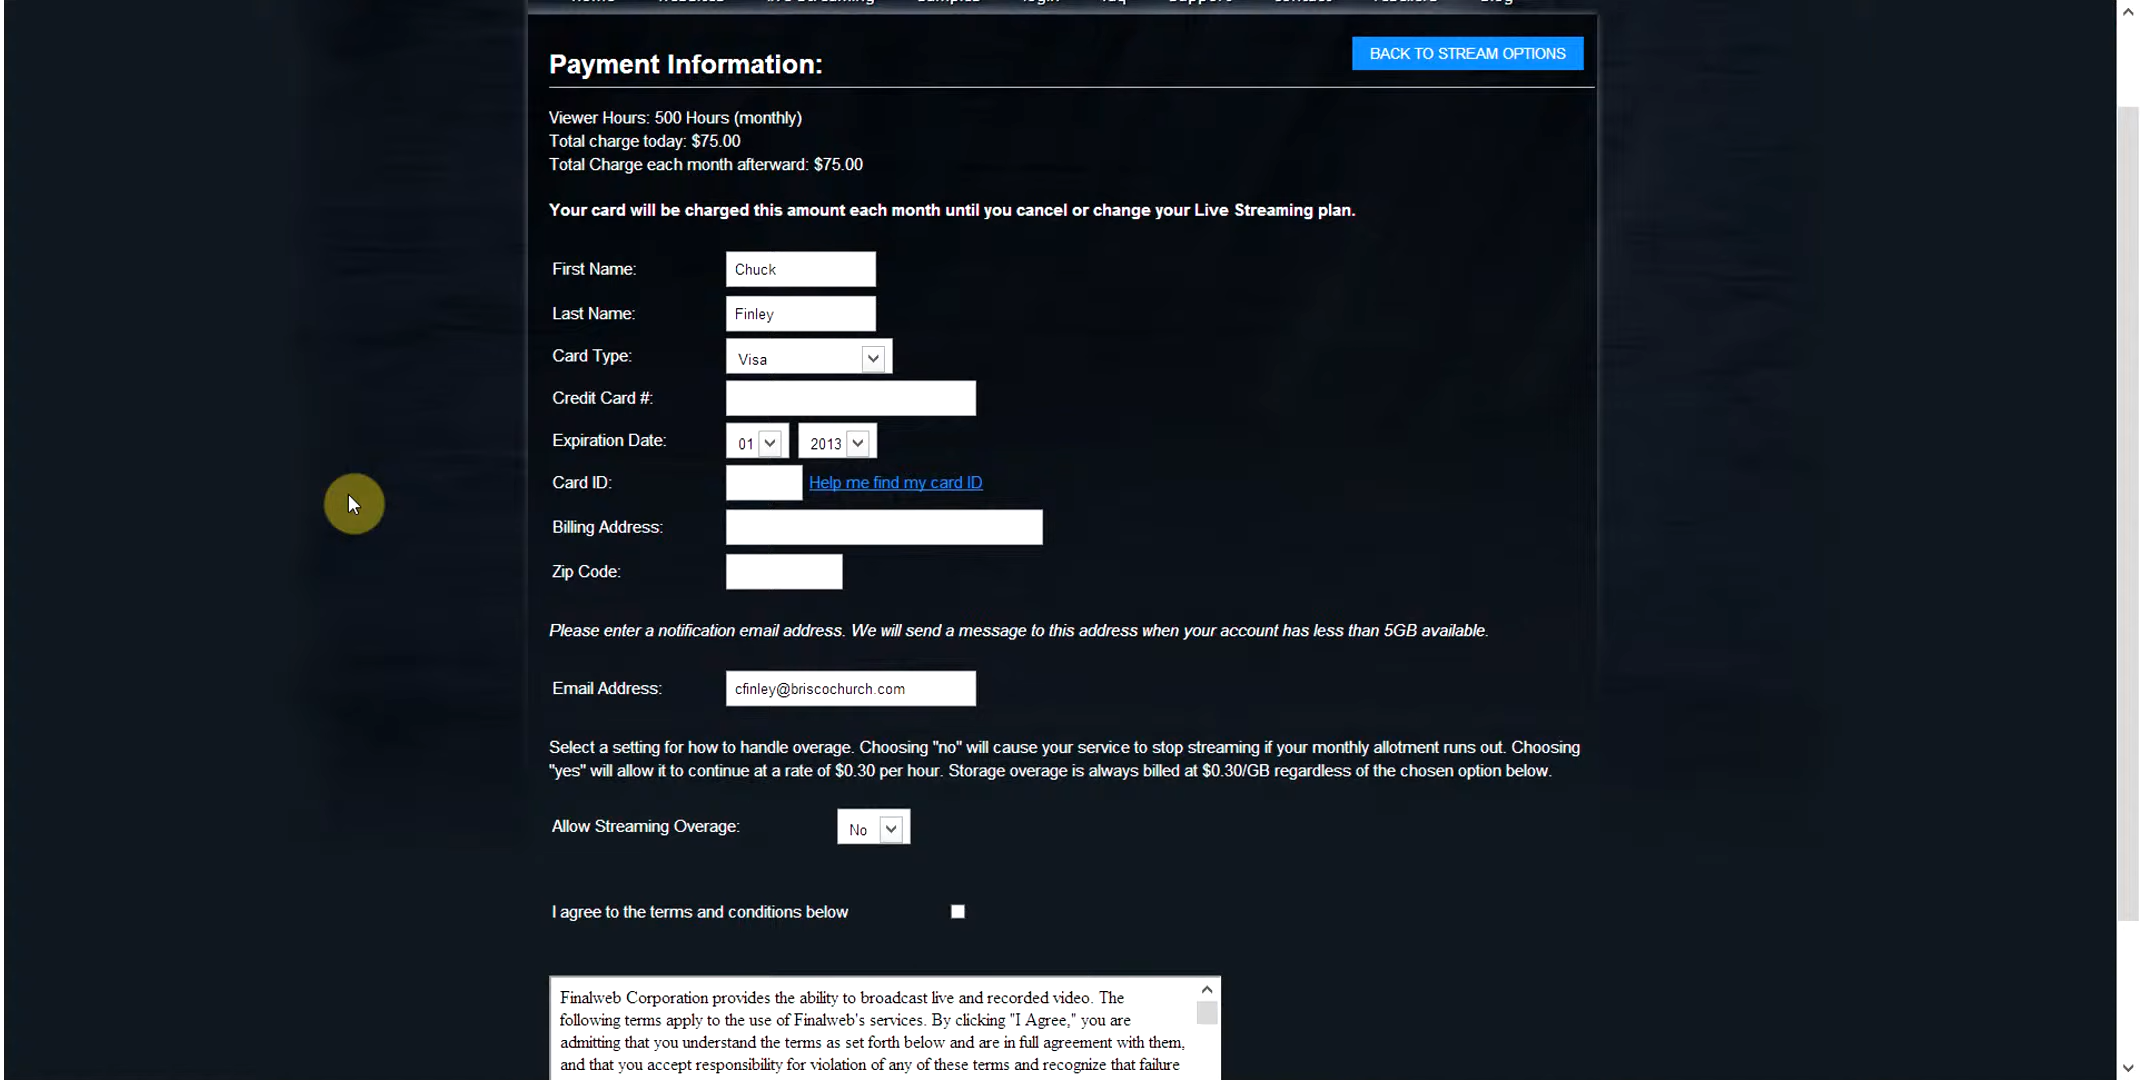 home websites live streaming samples login faq support contact resellers blog
Payment Information:
BACK TO STREAM OPTIONS
Viewer Hours: 500 Hours (monthly)
Total charge today: $75.00
Total Charge each month afterward: $75.00
Your card will be charged this amount each month until you cancel or change your Live Streaming plan.
First Name: Chuck
Last Name: Finley
Card Type: Visa
Credit Card #:
Expiration Date: 01 2013
Card ID: Help me find my card ID
Billing Address:
Zip Code:
Please enter a notification email address. We will send a message to this address when your account has less than 5GB available.
Email Address: cfinley@briscochurch.com
Select a setting for how to handle overage. Choosing "no" will cause your service to stop streaming if your monthly allotment runs out. Choosing
"yes" will allow it to continue at a rate of $0.30 per hour. Storage overage is always billed at $0.30/GB regardless of the chosen option below.
Allow Streaming Overage: No
I agree to the terms and conditions below
Finalweb Corporation provides the ability to broadcast live and recorded video. The
following terms apply to the use of Finalweb's services. By clicking "I Agree," you are
admitting that you understand the terms as set forth below and are in full agreement with them,
and that you accept responsibility for violation of any of these terms and recognize that failure